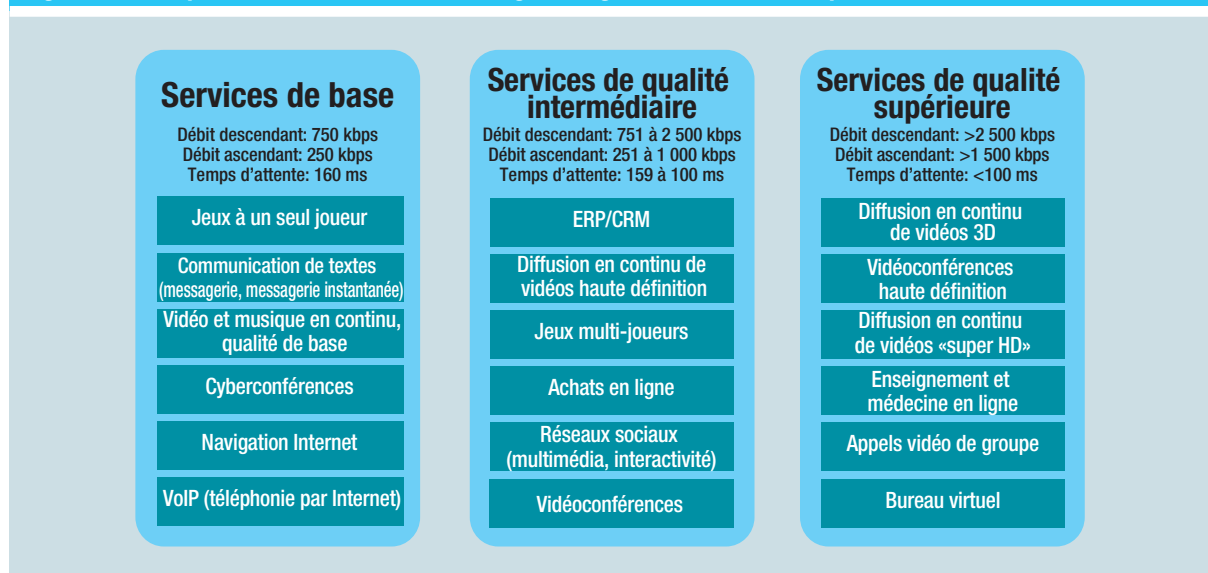 Services de base
Débit descendant: 750 kbps
Débit ascendant: 250 kbps
Temps d'attente: 160 ms
Jeux à un seul joueur
Communication de textes
(messagerie, messagerie instantanée)
Vidéo et musique en continu,
qualité de base
Cyberconférences
Navigation Internet
VoIP (téléphonie par Internet)
Services de qualité
intermédiaire
Débit descendant: 751 à 2 500 kbps
Débit ascendant: 251 à 1 000 kbps
Temps d'attente: 159 à 100 ms
ERP/CRM
Diffusion en continu de
vidéos haute définition
Jeux multi-joueurs
Achats en ligne
Réseaux sociaux
(multimédia, interactivité)
Vidéoconférences
Services de qualité
supérieure
Débit descendant: >2 500 kbps
Débit ascendant: >1 500 kbps
Temps d'attente: <100 ms
Diffusion en continu
de vidéos 3D
Vidéoconférences
haute définition
Diffusion en continu
de vidéos «super HD»
Enseignement et
médecine en ligne
Appels vidéo de groupe
Bureau virtuel